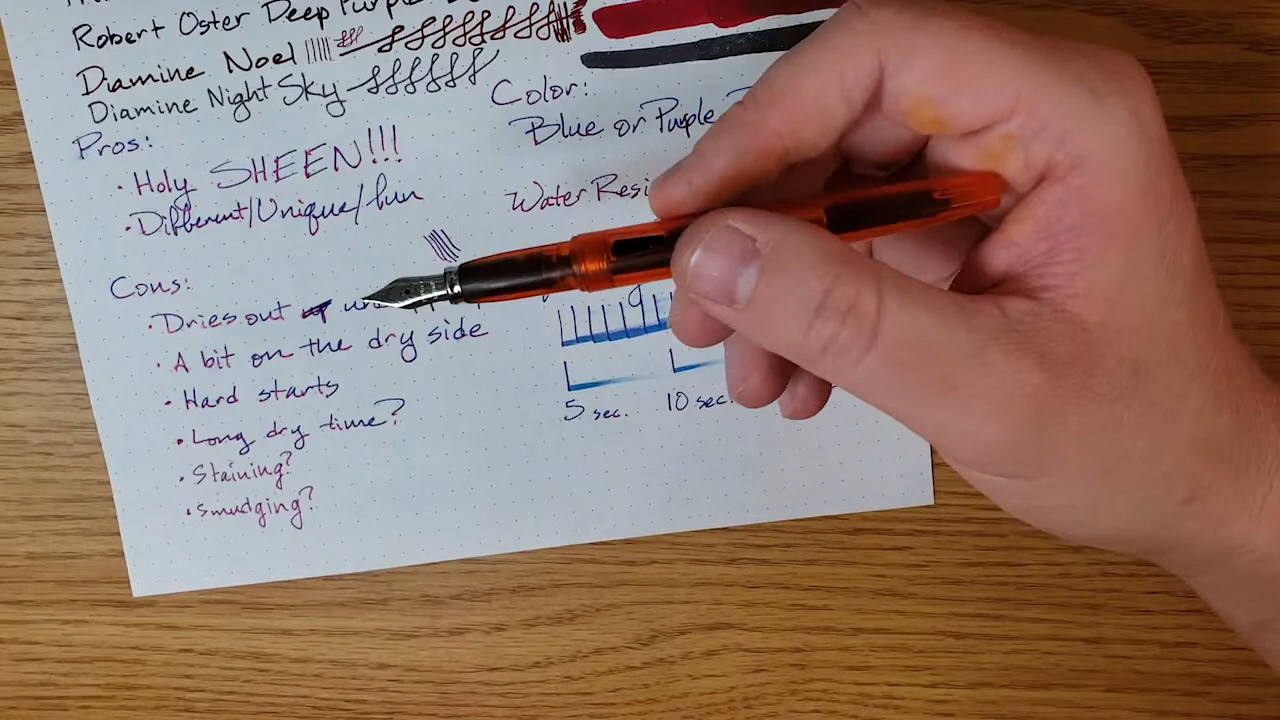 Robert Oster Deep Purple
Diamine Noel
Diamine Night Sky
Pros:
· Holy SHEEN!!!
· Different/Unique/fun
Cons:
· Dries out
· A bit on the dry side
· Hard starts
· Long dry time?
· Staining?
· Smudging?
Color:
Blue or Purple
Water Resi
5 sec. 10 sec.